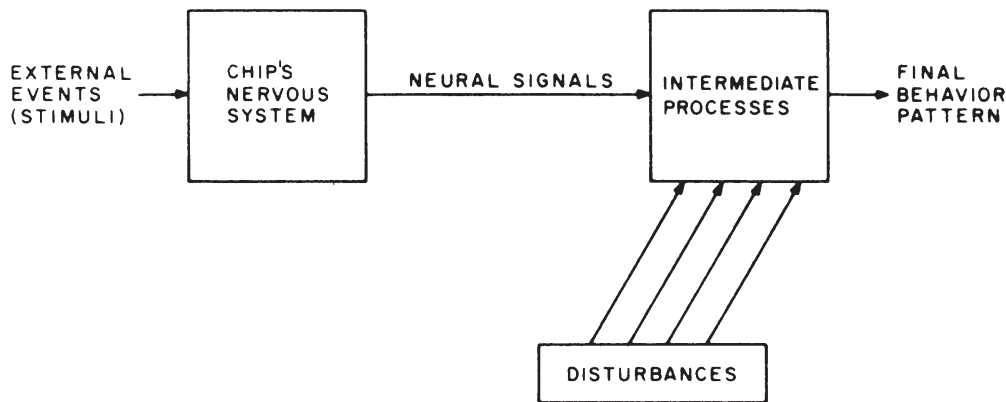 EXTERNAL
EVENTS
(STIMULI)
CHIP'S
NERVOUS
SYSTEM
NEURAL SIGNALS
INTERMEDIATE
PROCESSES
FINAL
BEHAVIOR
PATTERN
DISTURBANCES